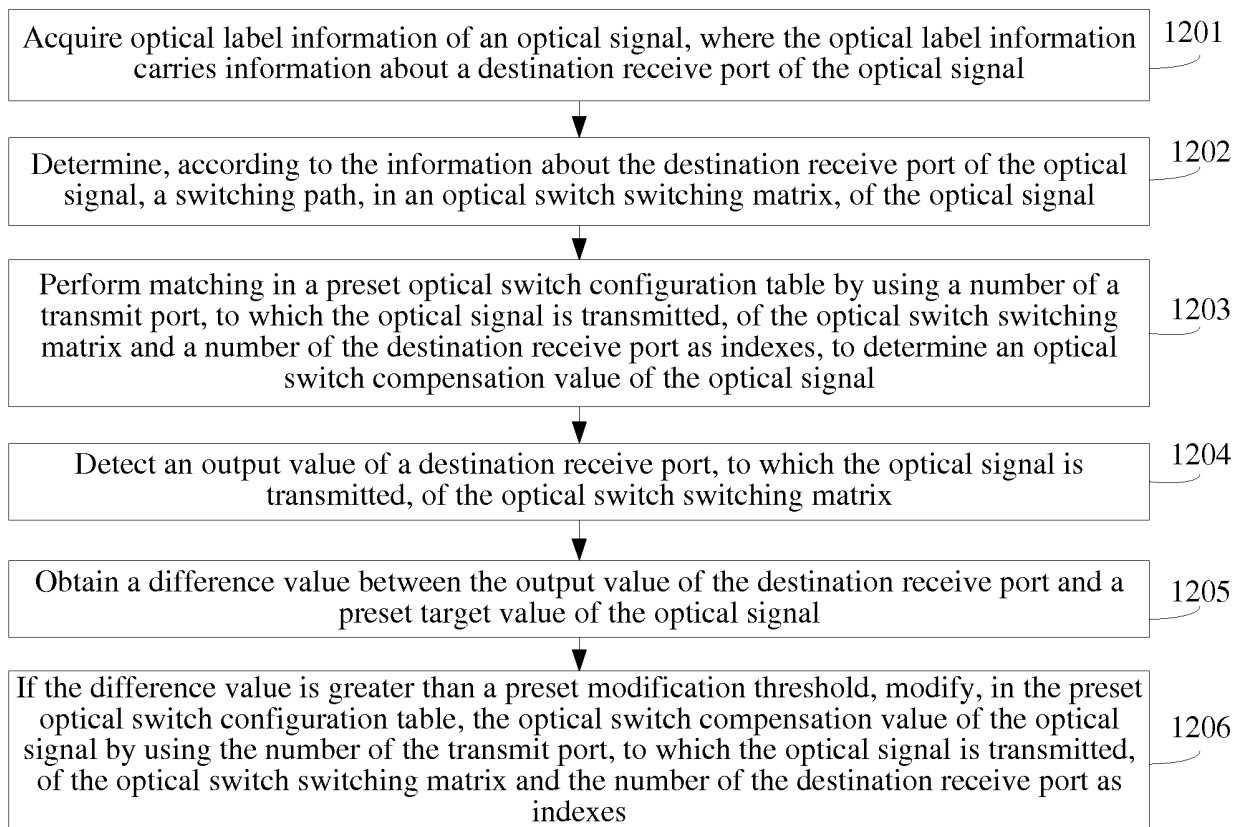 Acquire optical label information of an optical signal, where the optical label information
carries information about a destination receive port of the optical signal
1201
Determine, according to the information about the destination receive port of the optical
signal, a switching path, in an optical switch switching matrix, of the optical signal
1202
Perform matching in a preset optical switch configuration table by using a number of a
transmit port, to which the optical signal is transmitted, of the optical switch switching
matrix and a number of the destination receive port as indexes, to determine an optical
switch compensation value of the optical signal
1203
Detect an output value of a destination receive port, to which the optical signal is
transmitted, of the optical switch switching matrix
1204
Obtain a difference value between the output value of the destination receive port and a
preset target value of the optical signal
1205
If the difference value is greater than a preset modification threshold, modify, in the preset
optical switch configuration table, the optical switch compensation value of the optical
signal by using the number of the transmit port, to which the optical signal is transmitted,
of the optical switch switching matrix and the number of the destination receive port as
indexes
1206